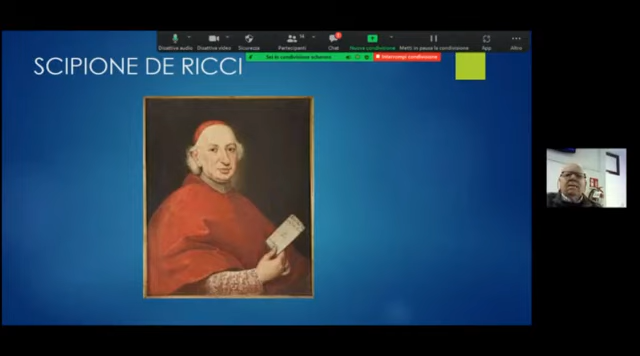 Disattiva audio Disattiva video Sicurezza Partecipanti Chat Nuova condivisione Metti in pausa la condivisione App Altro
Sei in condivisione schermo Interrompi condivisione
SCIPIONE DE RICCI